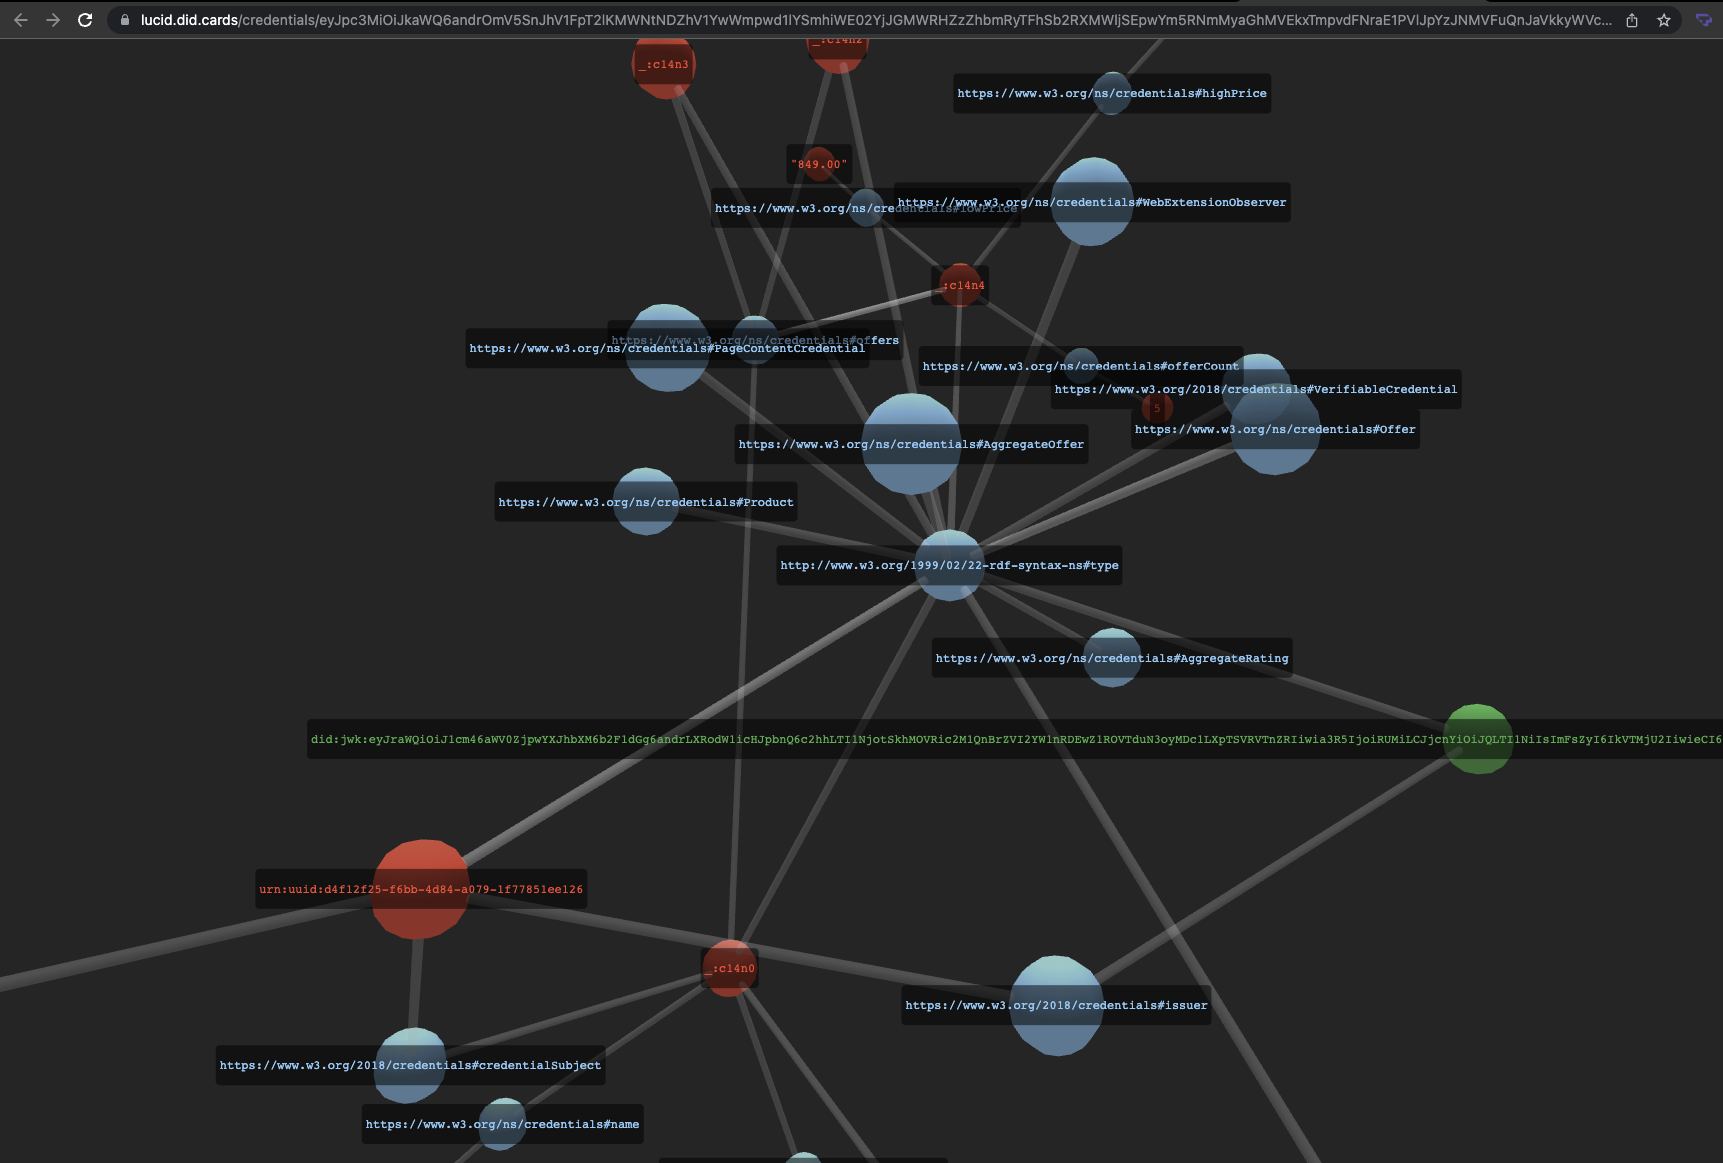 lucid.did.cards/credentials/eyJpc3MiOiJkaWQ6andrOmV5SnJhV1FpT2lKMWNtNDZhV1YwWmpwd1lYSmhiWE02YjJGMWRHZzZhbmRyTFhSb2RXMWljSEpwYm5RNmMyaGhMVEkxTmpvdFNraE1PVlJpYzJNMVFuQnJaVkkyWVc...
_:c14n3
_:c14n2
https://www.w3.org/ns/credentials#highPrice
"849.00"
https://www.w3.org/ns/credentials#lowPrice
https://www.w3.org/ns/credentials#WebExtensionObserver
_:c14n4
https://www.w3.org/ns/credentials#offers
https://www.w3.org/ns/credentials#PageContentCredential
https://www.w3.org/ns/credentials#offerCount
https://www.w3.org/2018/credentials#VerifiableCredential
5
https://www.w3.org/ns/credentials#Offer
https://www.w3.org/ns/credentials#AggregateOffer
https://www.w3.org/ns/credentials#Product
http://www.w3.org/1999/02/22-rdf-syntax-ns#type
https://www.w3.org/ns/credentials#AggregateRating
urn:uuid:d4f12f25-f6bb-4d84-a079-1f77851ee126
_:c14n0
https://www.w3.org/2018/credentials#issuer
https://www.w3.org/2018/credentials#credentialSubject
https://www.w3.org/ns/credentials#name